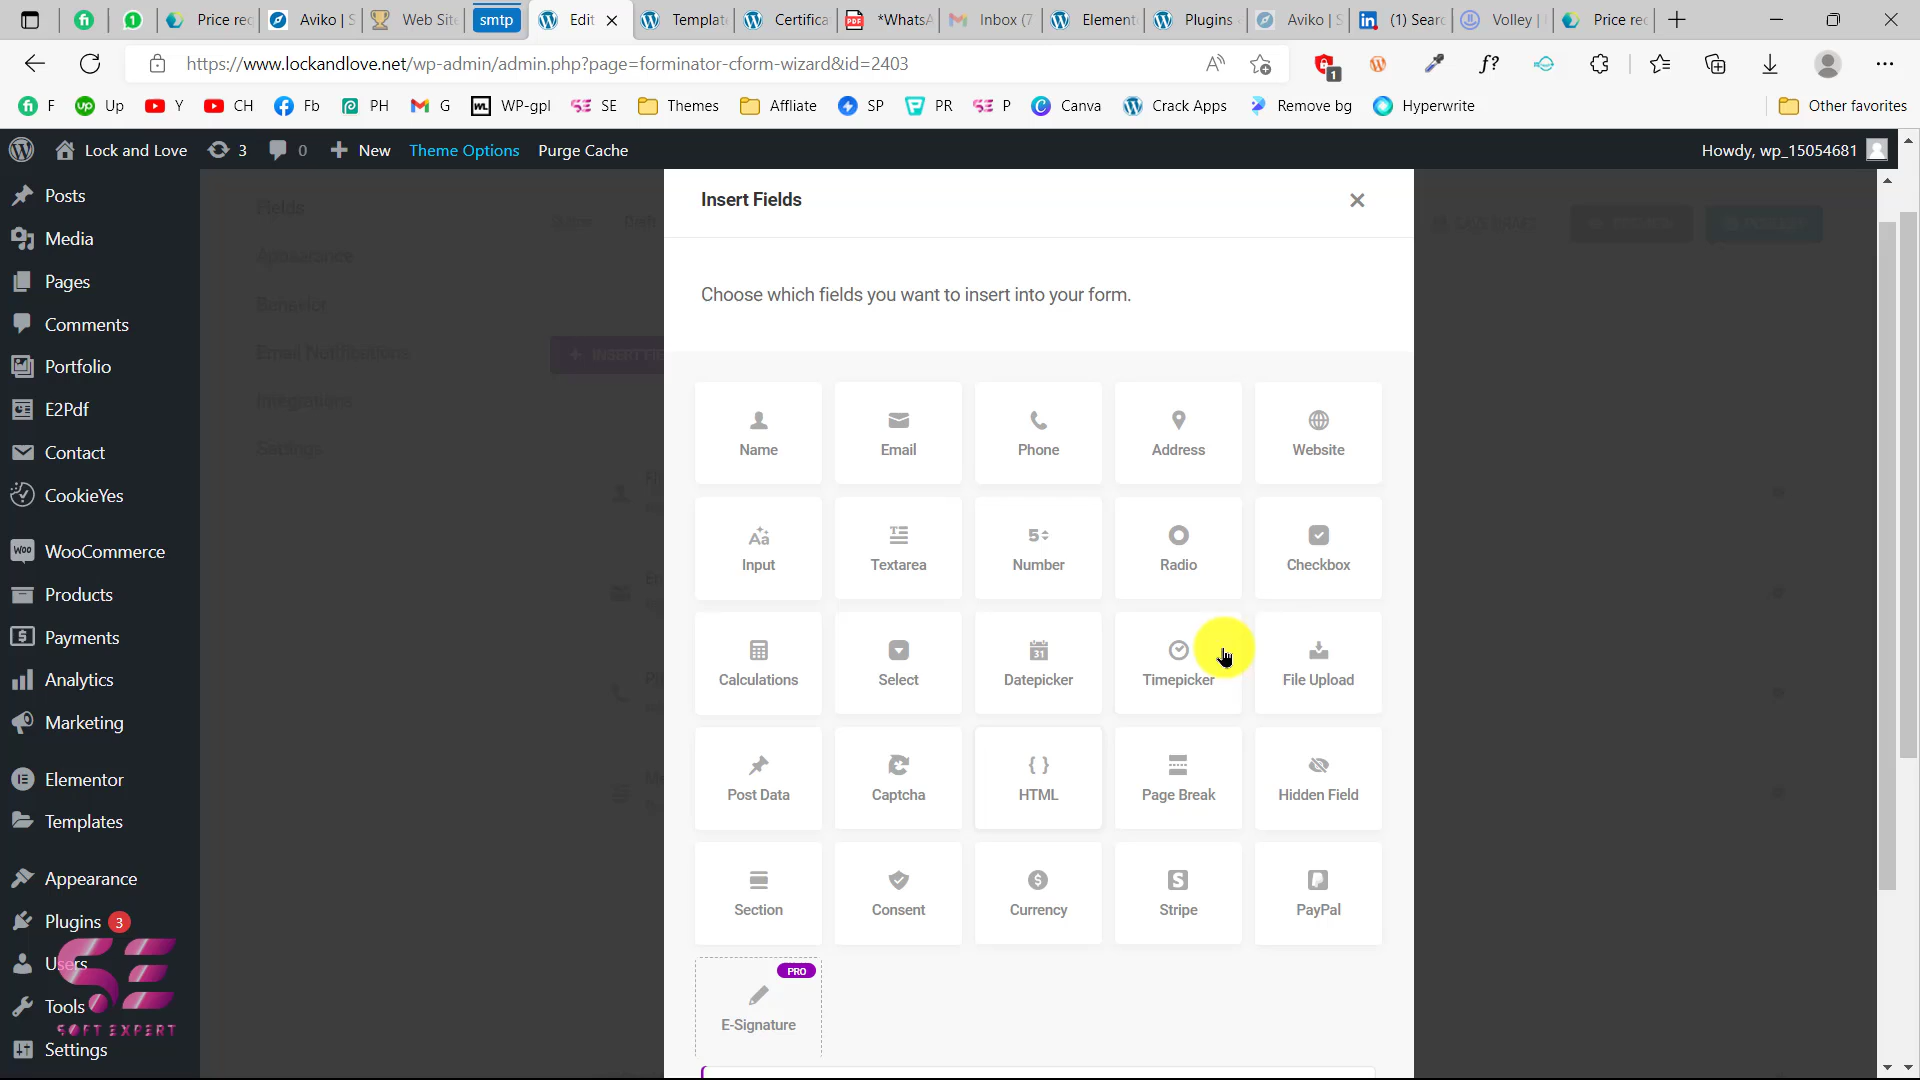 Price rec
Aviko | S
Web Site
smtp
Edit
Templat
Certifica
*WhatsA
Inbox (7
Element
Plugins
Aviko | S
(1) Searc
Volley |
Price rec
https://www.lockandlove.net/wp-admin/admin.php?page=forminator-cform-wizard&id=2403
F
Up
Y
CH
Fb
PH
G
WP-gpl
SE
Themes
Affliate
SP
PR
P
Canva
Crack Apps
Remove bg
Hyperwrite
Other favorites
Lock and Love
3
0
New
Theme Options
Purge Cache
Howdy, wp_15054681
Posts
Media
Pages
Comments
Portfolio
E2Pdf
Contact
CookieYes
WooCommerce
Products
Payments
Analytics
Marketing
Elementor
Templates
Appearance
Plugins 3
Users
Tools
Settings
SOFT EXPERT
Fields
Appearance
Behavior
Email Notifications
Integrations
Settings
Insert Fields
Choose which fields you want to insert into your form.
Name
Email
Phone
Address
Website
Input
Textarea
Number
Radio
Checkbox
Calculations
Select
Datepicker
Timepicker
File Upload
Post Data
Captcha
HTML
Page Break
Hidden Field
Section
Consent
Currency
Stripe
PayPal
PRO
E-Signature